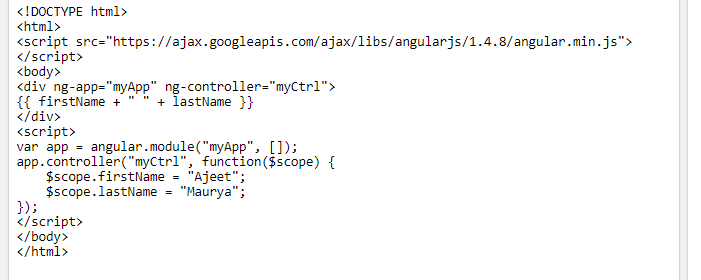 <!DOCTYPE html>
<html>
<script src="https://ajax.googleapis.com/ajax/libs/angularjs/1.4.8/angular.min.js">
</script>
<body>
<div ng-app="myApp" ng-controller="myCtrl">
{{ firstName + " " + lastName }}
</div>
<script>
var app = angular.module("myApp", []);
app.controller("myCtrl", function($scope) {
    $scope.firstName = "Ajeet";
    $scope.lastName = "Maurya";
});
</script>
</body>
</html>